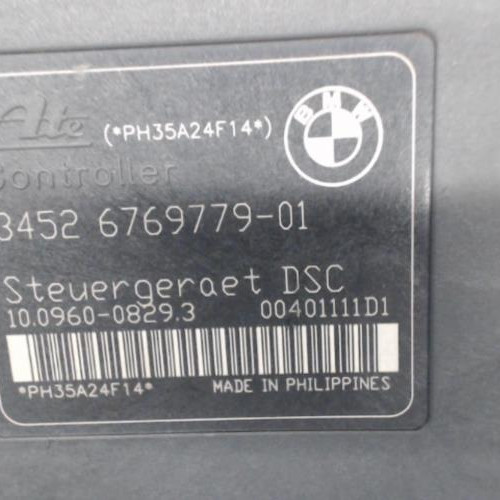 Ate (*PH35A24F14*) BMW
Controller
3452 6769779-01
Steuergeraet DSC
10.0960-0829.3 00401111D1
*PH35A24F14* MADE IN PHILIPPINES